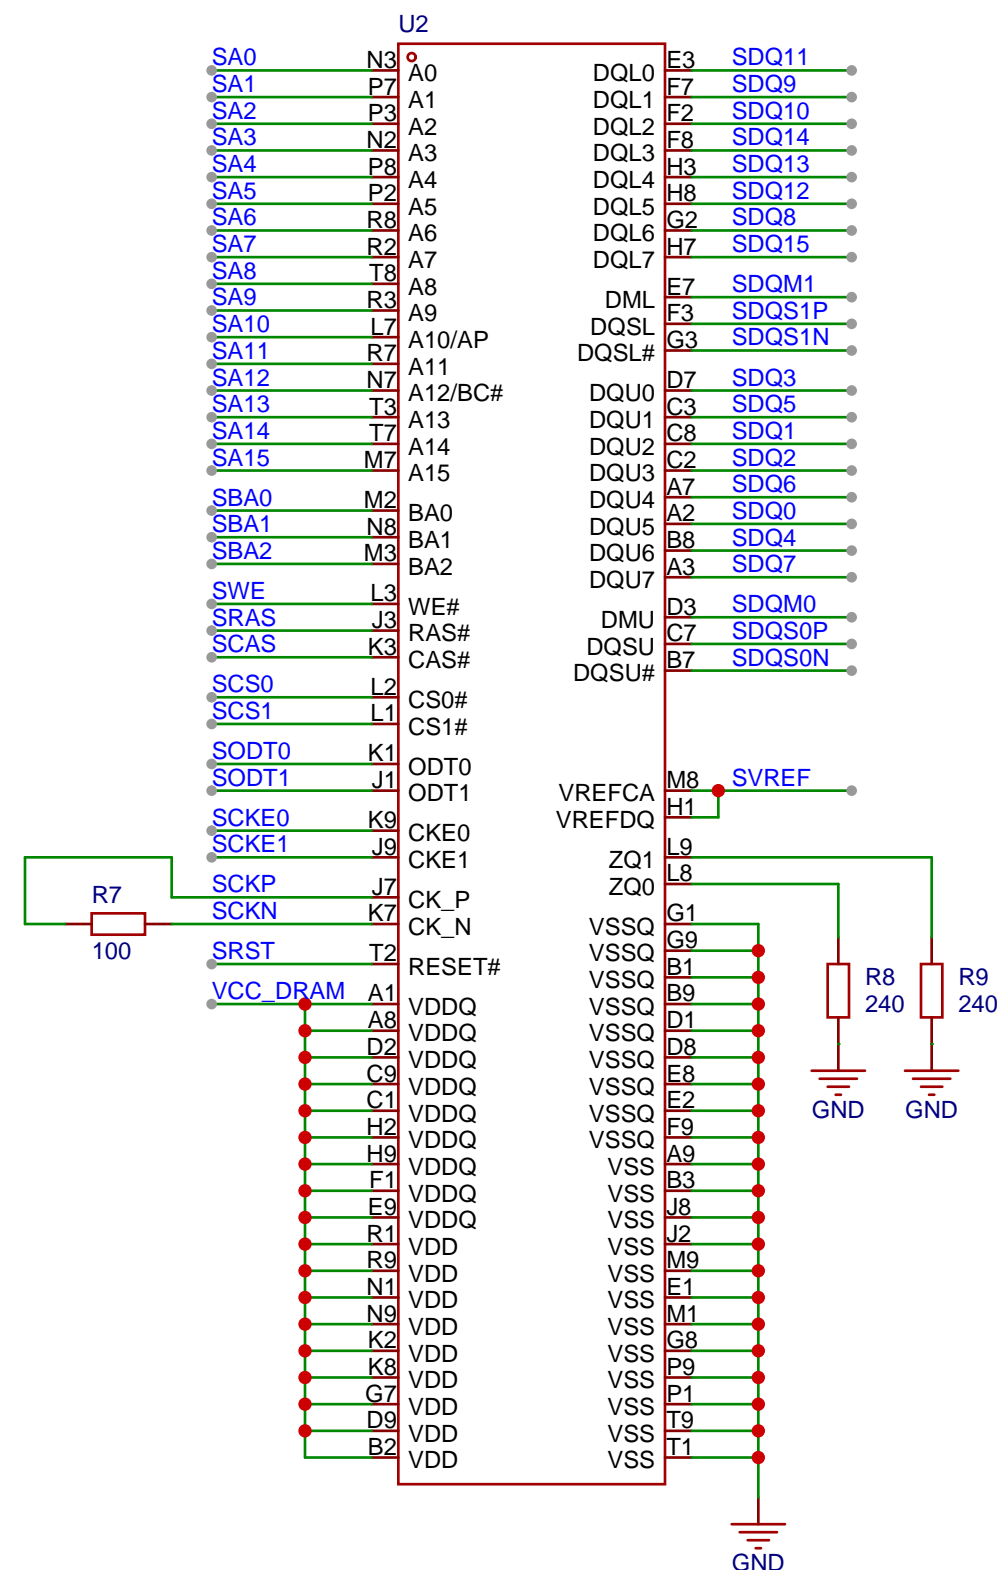 U2
SA0 N3 A0 DQL0 E3 SDQ11
SA1 P7 A1 DQL1 F7 SDQ9
SA2 P3 A2 DQL2 F2 SDQ10
SA3 N2 A3 DQL3 F8 SDQ14
SA4 P8 A4 DQL4 H3 SDQ13
SA5 P2 A5 DQL5 H8 SDQ12
SA6 R8 A6 DQL6 G2 SDQ8
SA7 R2 A7 DQL7 H7 SDQ15
SA8 T8 A8 DML E7 SDQM1
SA9 R3 A9 DQSL F3 SDQS1P
SA10 L7 A10/AP DQSL# G3 SDQS1N
SA11 R7 A11
SA12 N7 A12/BC# DQU0 D7 SDQ3
SA13 T3 A13 DQU1 C3 SDQ5
SA14 T7 A14 DQU2 C8 SDQ1
SA15 M7 A15 DQU3 C2 SDQ2
DQU4 A7 SDQ6
SBA0 M2 BA0 DQU5 A2 SDQ0
SBA1 N8 BA1 DQU6 B8 SDQ4
SBA2 M3 BA2 DQU7 A3 SDQ7
SWE L3 WE# DMU D3 SDQM0
SRAS J3 RAS# DQSU C7 SDQS0P
SCAS K3 CAS# DQSU# B7 SDQS0N
SCS0 L2 CS0#
SCS1 L1 CS1#
SODT0 K1 ODT0
SODT1 J1 ODT1 VREFCA M8 SVREF
SCKE0 K9 CKE0 VREFDQ H1
SCKE1 J9 CKE1 ZQ1 L9
SCKP J7 CK_P ZQ0 L8
R7 SCKN K7 CK_N VSSQ G1
100
SRST T2 RESET# VSSQ G9
VSSQ B1
R8 R9
240 240
VCC_DRAM A1 VDDQ VSSQ B9
A8 VDDQ VSSQ D1
D2 VDDQ VSSQ D8
C9 VDDQ VSSQ E8
C1 VDDQ VSSQ E2
GND GND
H2 VDDQ VSSQ F9
H9 VDDQ VSS A9
F1 VDDQ VSS B3
E9 VDDQ VSS J8
R1 VDD VSS J2
R9 VDD VSS M9
N1 VDD VSS E1
N9 VDD VSS M1
K2 VDD VSS G8
K8 VDD VSS P9
G7 VDD VSS P1
D9 VDD VSS T9
B2 VDD VSS T1
GND